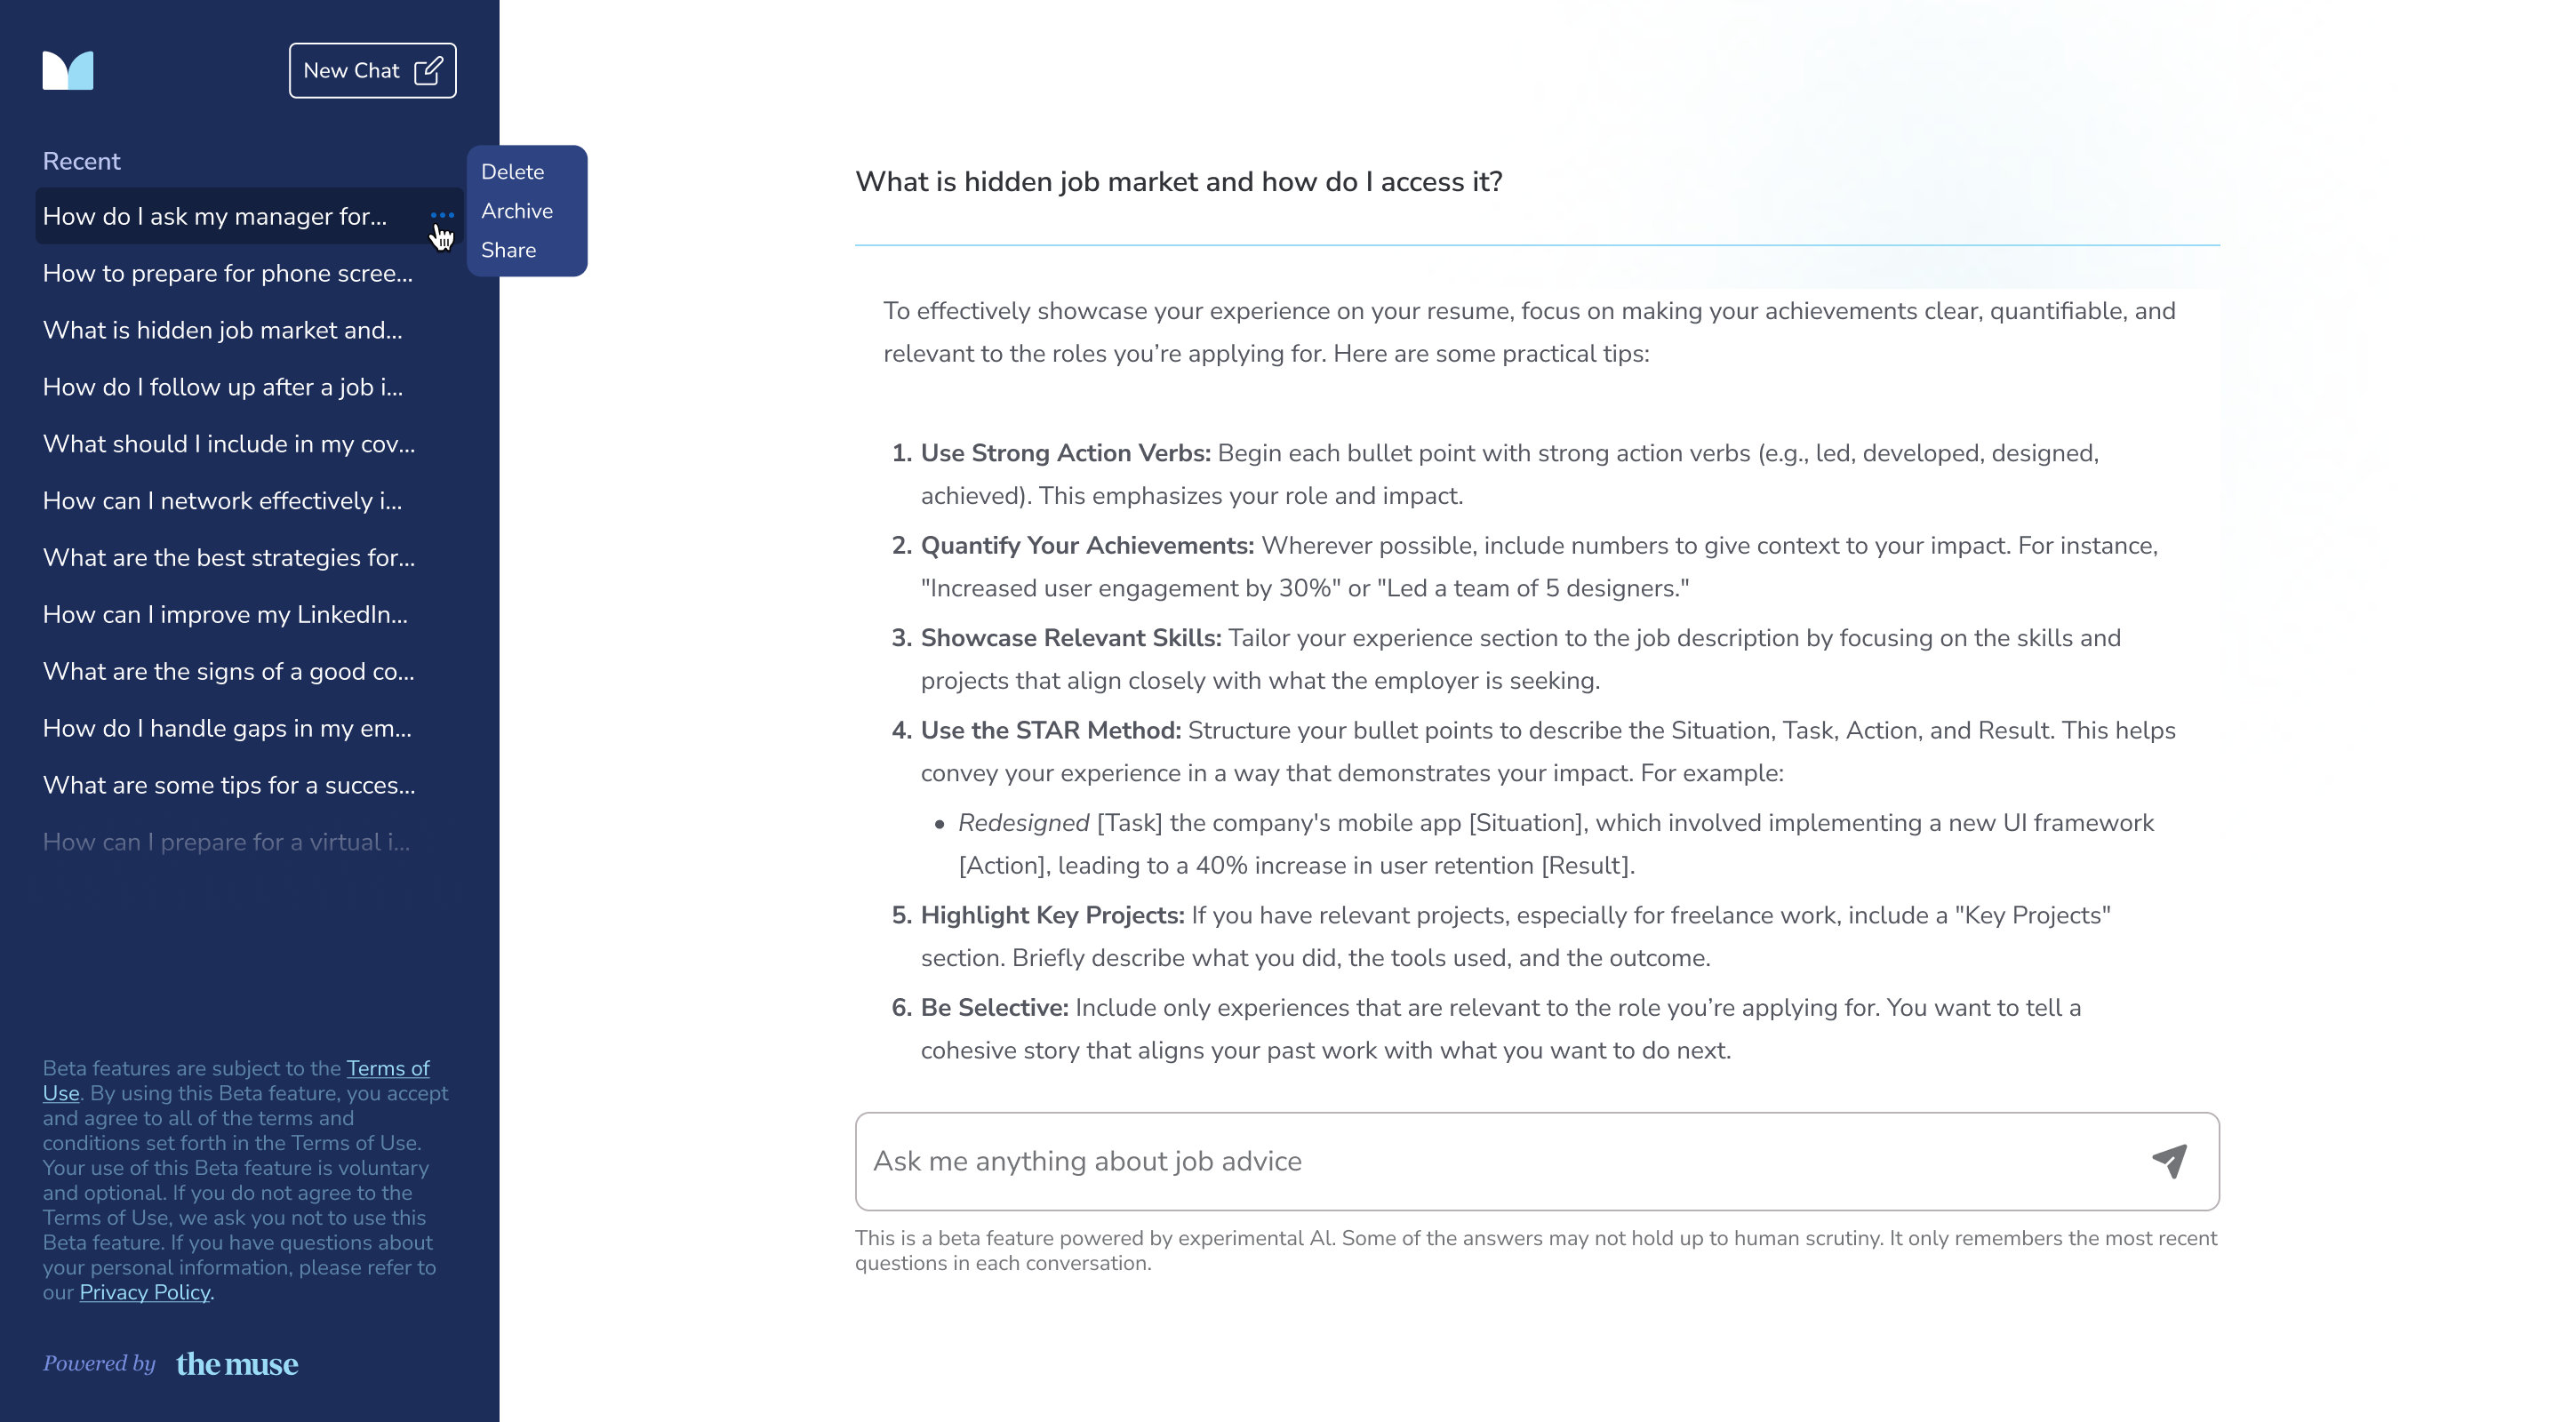 New Chat
Recent
How do I ask my manager for...
How to prepare for phone scree...
What is hidden job market and...
How do I follow up after a job i...
What should I include in my cov...
How can I network effectively i...
What are the best strategies for...
How can I improve my LinkedIn...
What are the signs of a good co...
How do I handle gaps in my em...
What are some tips for a succes...
How can I prepare for a virtual i...
Delete
Archive
Share
Beta features are subject to the Terms of
Use. By using this Beta feature, you accept
and agree to all of the terms and
conditions set forth in the Terms of Use.
Your use of this Beta feature is voluntary
and optional. If you do not agree to the
Terms of Use, we ask you not to use this
Beta feature. If you have questions about
your personal information, please refer to
our Privacy Policy.
Powered by the muse
What is hidden job market and how do I access it?
To effectively showcase your experience on your resume, focus on making your achievements clear, quantifiable, and
relevant to the roles you’re applying for. Here are some practical tips:
1. Use Strong Action Verbs: Begin each bullet point with strong action verbs (e.g., led, developed, designed,
achieved). This emphasizes your role and impact.
2. Quantify Your Achievements: Wherever possible, include numbers to give context to your impact. For instance,
"Increased user engagement by 30%" or "Led a team of 5 designers."
3. Showcase Relevant Skills: Tailor your experience section to the job description by focusing on the skills and
projects that align closely with what the employer is seeking.
4. Use the STAR Method: Structure your bullet points to describe the Situation, Task, Action, and Result. This helps
convey your experience in a way that demonstrates your impact. For example:
• Redesigned [Task] the company's mobile app [Situation], which involved implementing a new UI framework
[Action], leading to a 40% increase in user retention [Result].
5. Highlight Key Projects: If you have relevant projects, especially for freelance work, include a "Key Projects"
section. Briefly describe what you did, the tools used, and the outcome.
6. Be Selective: Include only experiences that are relevant to the role you’re applying for. You want to tell a
cohesive story that aligns your past work with what you want to do next.
Ask me anything about job advice
This is a beta feature powered by experimental AI. Some of the answers may not hold up to human scrutiny. It only remembers the most recent
questions in each conversation.